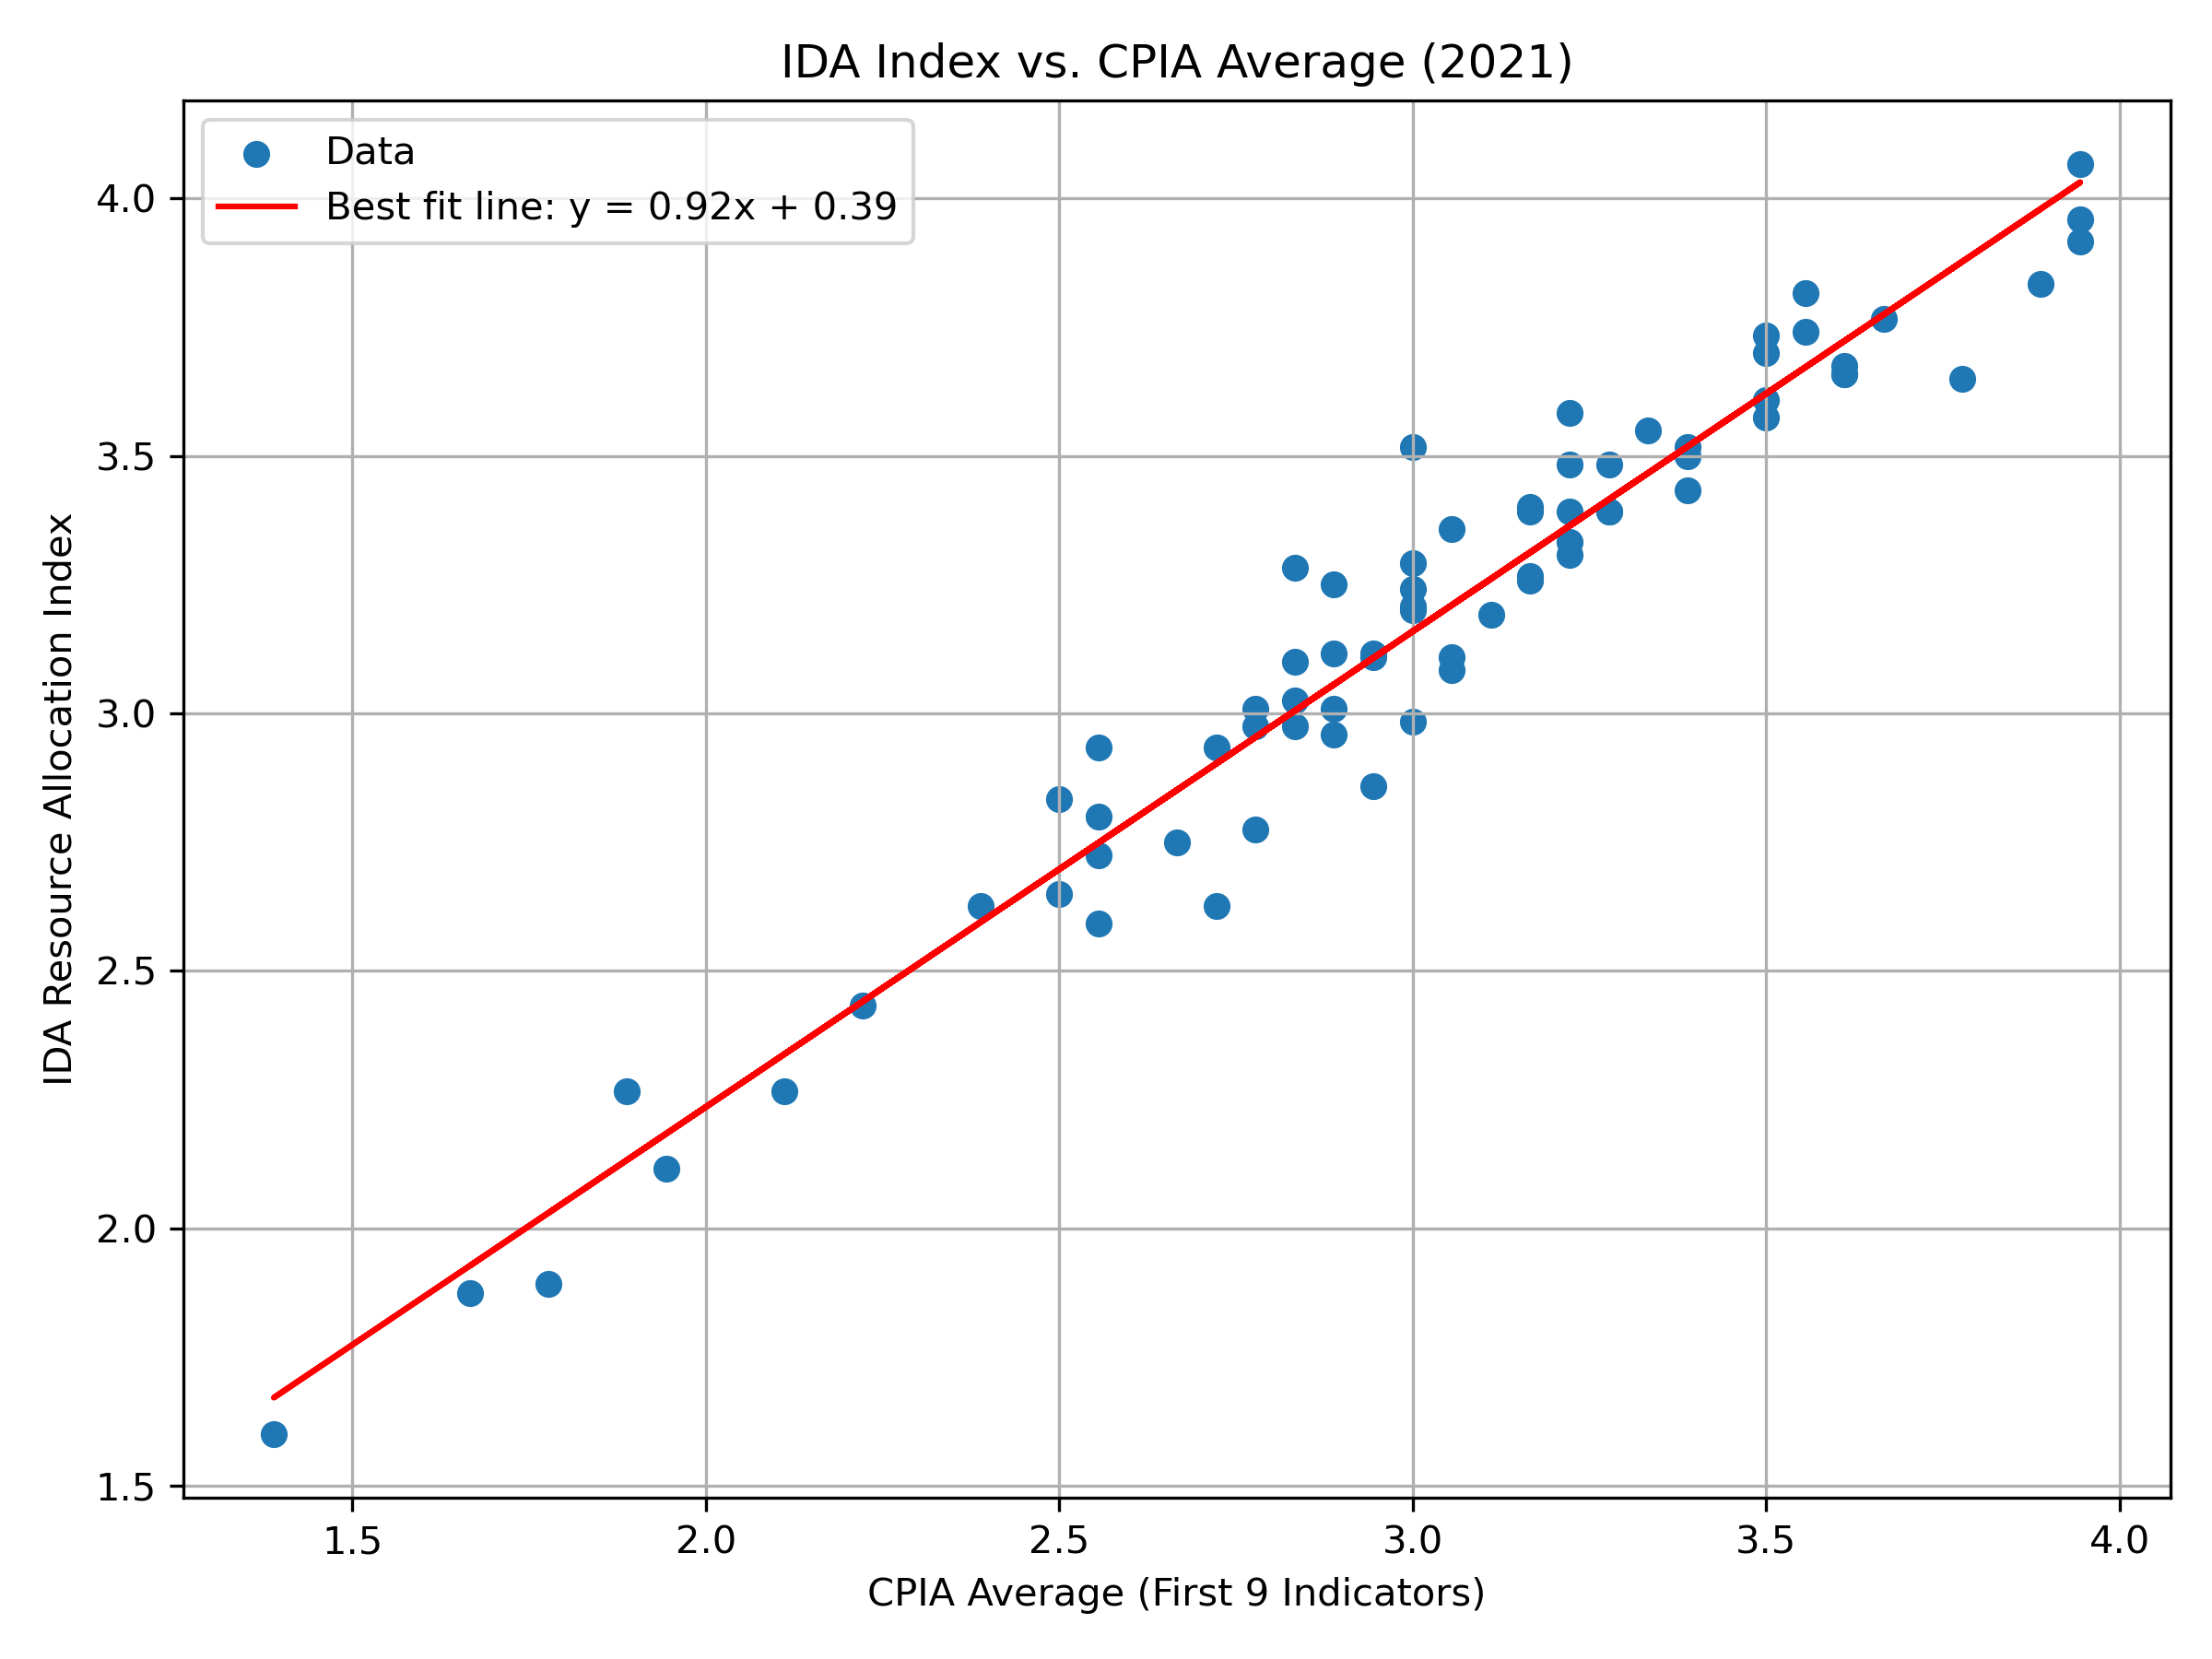 IDA Index vs. CPIA Average (2021)
Data
Best fit line: y = 0.92x + 0.39
IDA Resource Allocation Index
4.0
3.5
3.0
2.5
2.0
1.5
1.5 2.0 2.5 3.0 3.5 4.0
CPIA Average (First 9 Indicators)